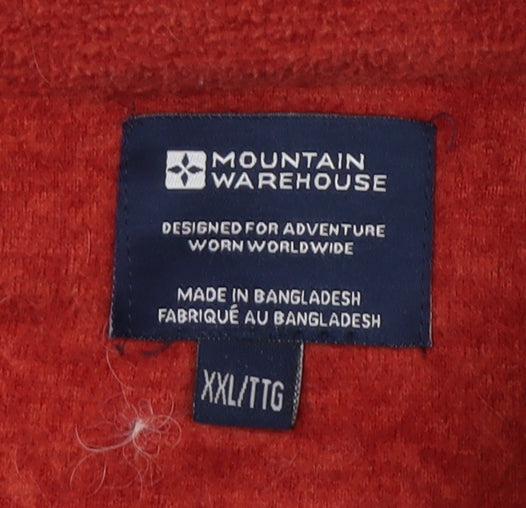 MOUNTAIN
WAREHOUSE
DESIGNED FOR ADVENTURE
WORN WORLDWIDE
MADE IN BANGLADESH
FABRIQUÉ AU BANGLADESH
XXL/TTG